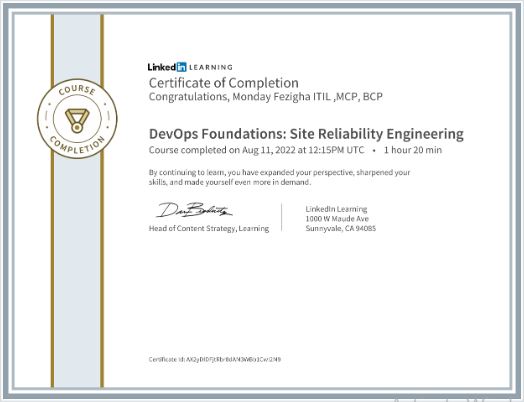 COURSE
COMPLETION
Linked in LEARNING
Certificate of Completion
Congratulations, Monday Fezigha ITIL ,MCP, BCP
DevOps Foundations: Site Reliability Engineering
Course completed on Aug 11, 2022 at 12:15PM UTC • 1 hour 20 min
By continuing to learn, you have expanded your perspective, sharpened your
skills, and made yourself even more in demand.
Head of Content Strategy, Learning
LinkedIn Learning
1000 W Maude Ave
Sunnyvale, CA 94085
Certificate Id: